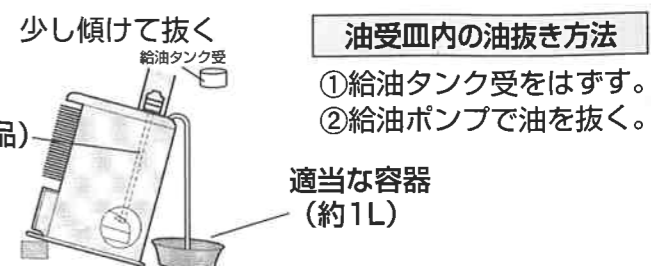 少し傾けて抜く
給油タンク受
品)
適当な容器
(約1L)
油受皿内の油抜き方法
①給油タンク受をはずす。
②給油ポンプで油を抜く。